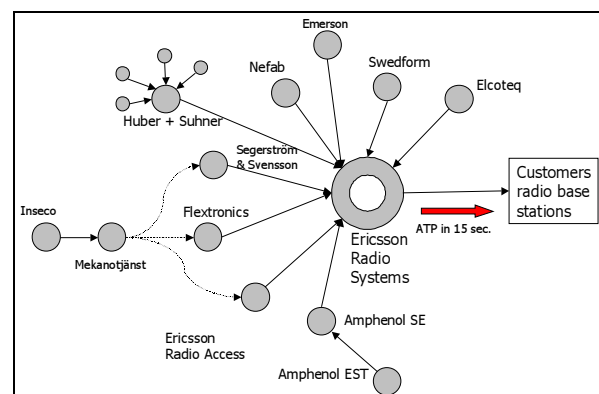 Emerson
Nefab
Swedform
Elcoteq
Huber + Suhner
Segerström
& Svensson
Customers
radio base
stations
Inseco
Flextronics
ATP in 15 sec.
Mekanotjänst
Ericsson
Radio
Systems
Ericsson
Radio Access
Amphenol SE
Amphenol EST